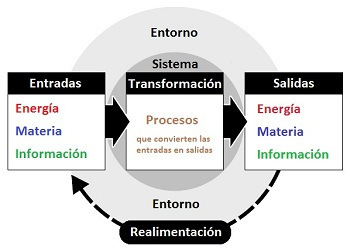 Entorno
Sistema
Entradas
Energía
Materia
Información
Transformación
Procesos
que convierten las
entradas en salidas
Salidas
Energía
Materia
Información
Entorno
Realimentación